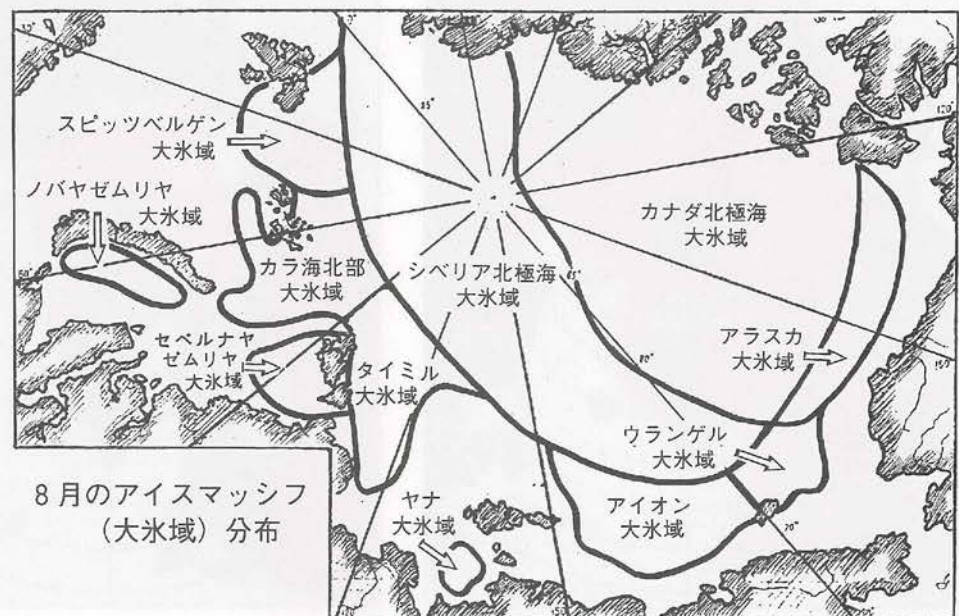 スピッツベルゲン
大氷域
ノバヤゼムリヤ
大氷域
カラ海北部
大氷域
シベリア北極海
大氷域
カナダ北極海
大氷域
セベルナヤ
ゼムリヤ
大氷域
タイミル
大氷域
アラスカ
大氷域
ウランゲル
大氷域
アイオン
大氷域
ヤナ
大氷域
8月のアイスマッシフ
(大氷域)分布
85°
80°
70°